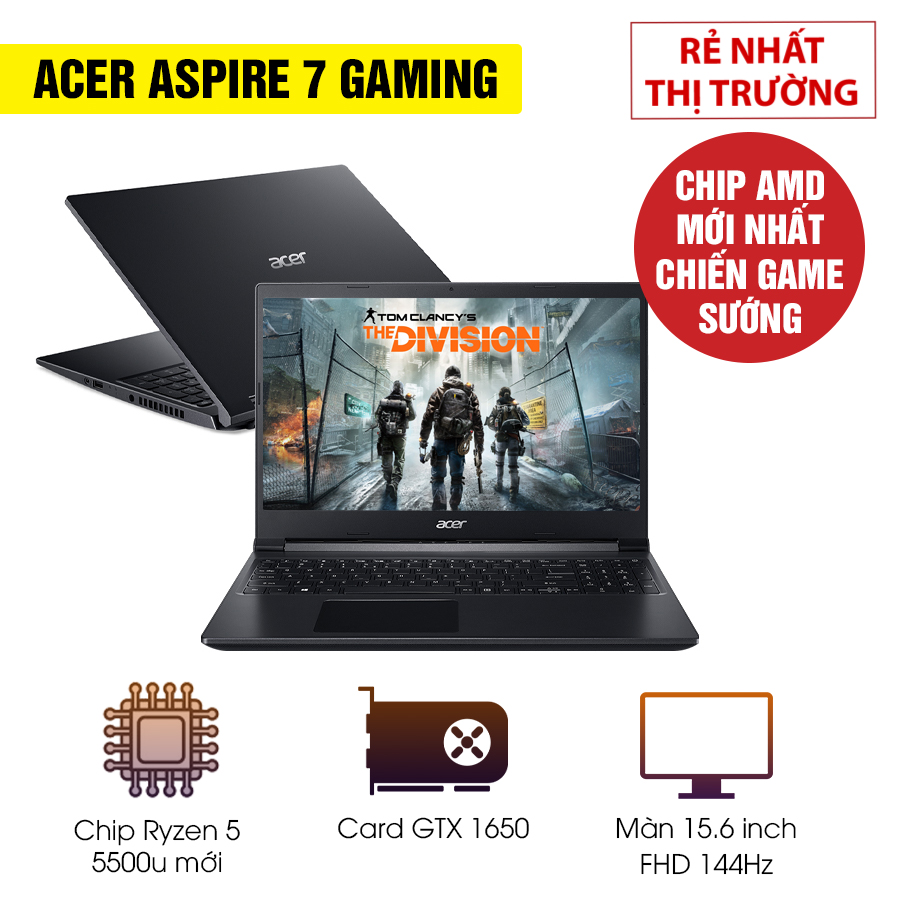 ACER ASPIRE 7 GAMING
RẺ NHẤT
THỊ TRƯỜNG
CHIP AMD
MỚI NHẤT
CHIẾN GAME
SƯỚNG
acer
TOM CLANCY'S
THE DIVISION
acer
Chip Ryzen 5
5500u mới
Card GTX 1650
Màn 15.6 inch
FHD 144Hz